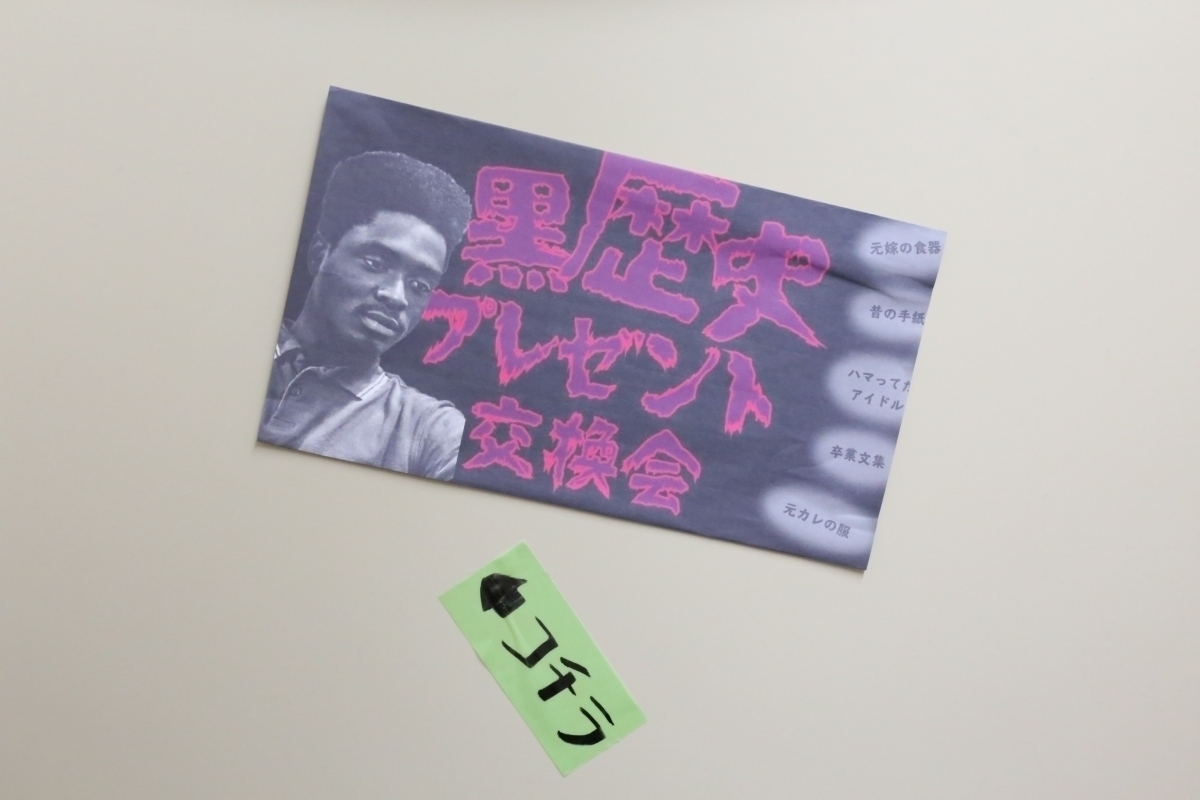 黒歴史
プレゼント
交換会
元嫁の食器
昔の手紙
ハマってた
アイドル
卒業文集
元カレの服
コチラ